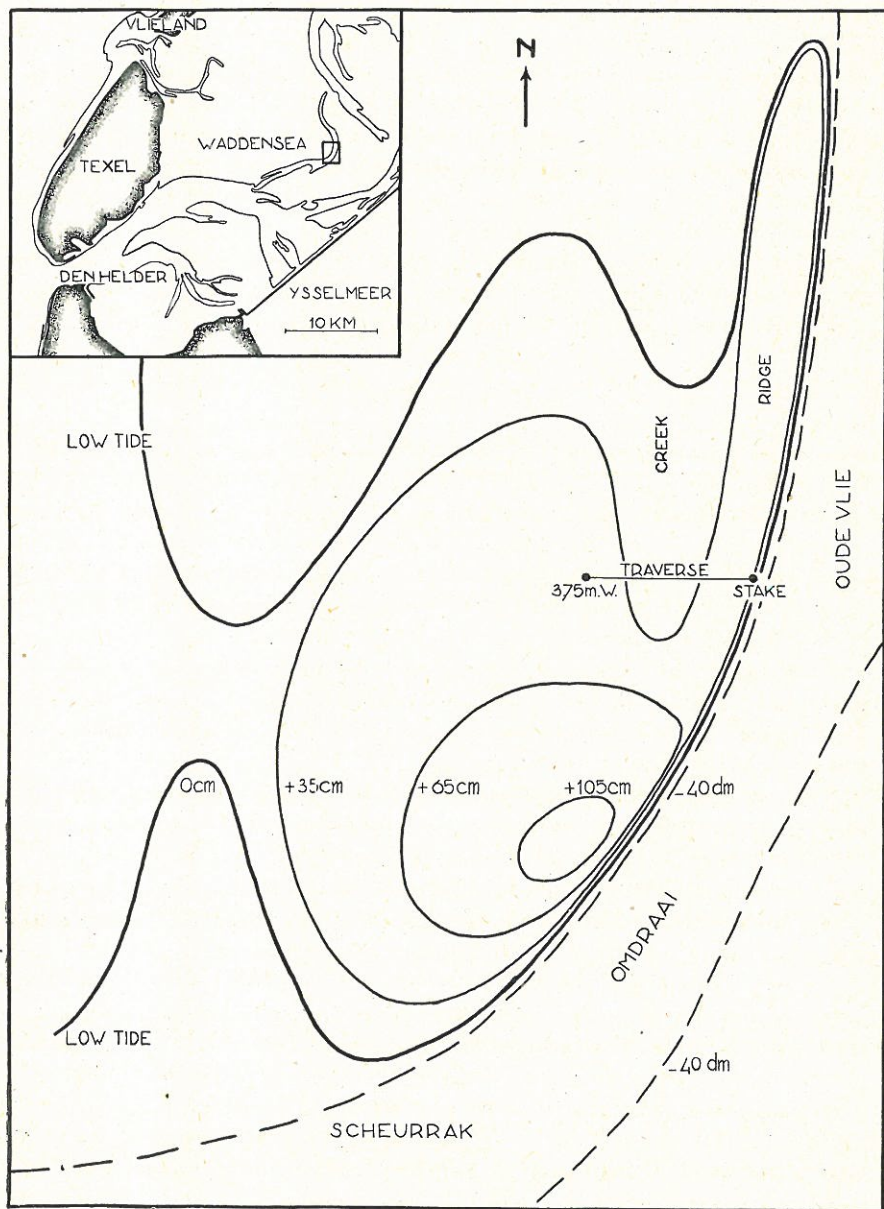 VLIELAND
WADDENSEA
TEXEL
DEN HELDER
YSSELMEER
10 KM
N
LOW TIDE
CREEK
RIDGE
OUDE VLIE
TRAVERSE
375m.W.
STAKE
0cm
+35cm
+65cm
+105cm
-40dm
OMDRAAI
LOW TIDE
-40 dm
SCHEURRAK